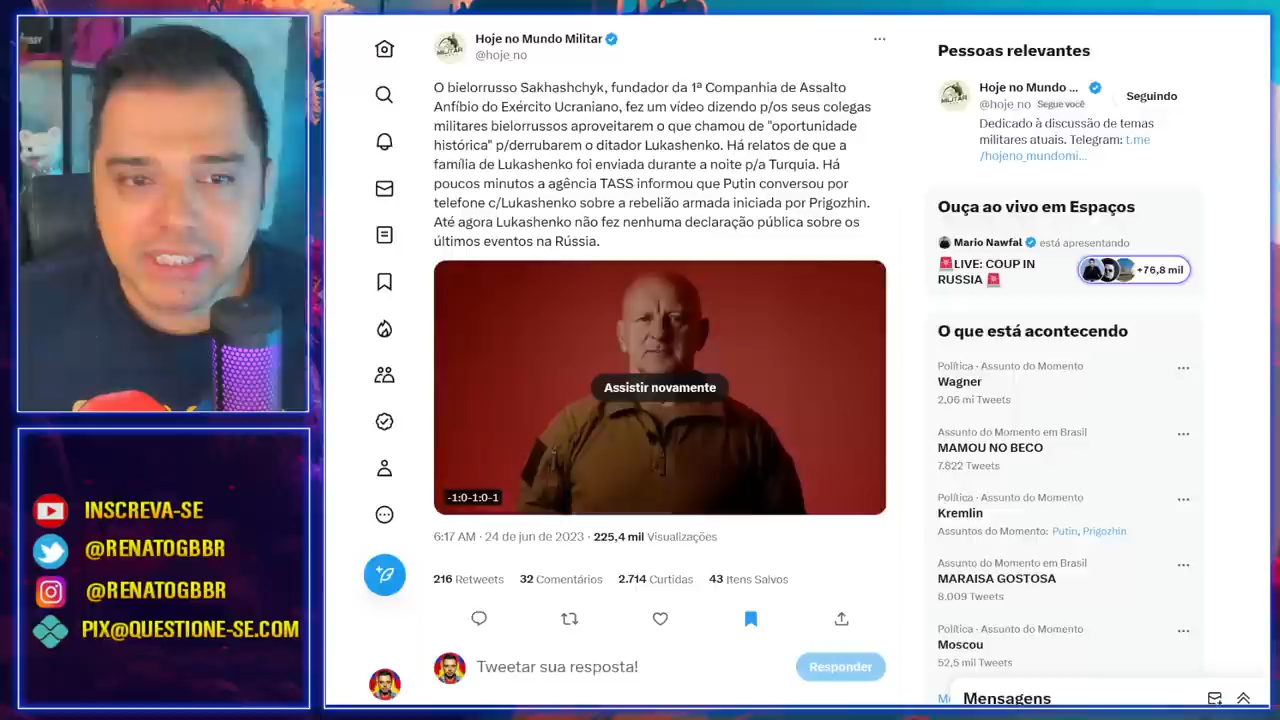 Hoje no Mundo Militar
@hoje_no
O bielorrusso Sakhashchyk, fundador da 1ª Companhia de Assalto
Anfíbio do Exército Ucraniano, fez um vídeo dizendo p/os seus colegas
militares bielorrussos aproveitarem o que chamou de "oportunidade
histórica" p/derrubarem o ditador Lukashenko. Há relatos de que a
família de Lukashenko foi enviada durante a noite p/a Turquia. Há
poucos minutos a agência TASS informou que Putin conversou por
telefone c/Lukashenko sobre a rebelião armada iniciada por Prigozhin.
Até agora Lukashenko não fez nenhuma declaração pública sobre os
últimos eventos na Rússia.
Assistir novamente
-1:0-1:0-1
6:17 AM · 24 de jun de 2023 · 225,4 mil Visualizações
216 Retweets 32 Comentários 2.714 Curtidas 43 Itens Salvos
Tweetar sua resposta!
Responder
Pessoas relevantes
Hoje no Mundo ...
@hoje_no Segue você
Seguindo
Dedicado à discussão de temas
militares atuais. Telegram: t.me
/hojeno_mundomi...
Ouça ao vivo em Espaços
Mario Nawfal está apresentando
LIVE: COUP IN
RUSSIA
+76,8 mil
O que está acontecendo
Política · Assunto do Momento
Wagner
2,06 mi Tweets
Assunto do Momento em Brasil
MAMOU NO BECO
7.822 Tweets
Política · Assunto do Momento
Kremlin
Assuntos do Momento: Putin, Prigozhin
Assunto do Momento em Brasil
MARAISA GOSTOSA
8.009 Tweets
Política · Assunto do Momento
Moscou
52,5 mil Tweets
Mensagens
INSCREVA-SE
@RENATOGBBR
@RENATOGBBR
PIX@QUESTIONE-SE.COM